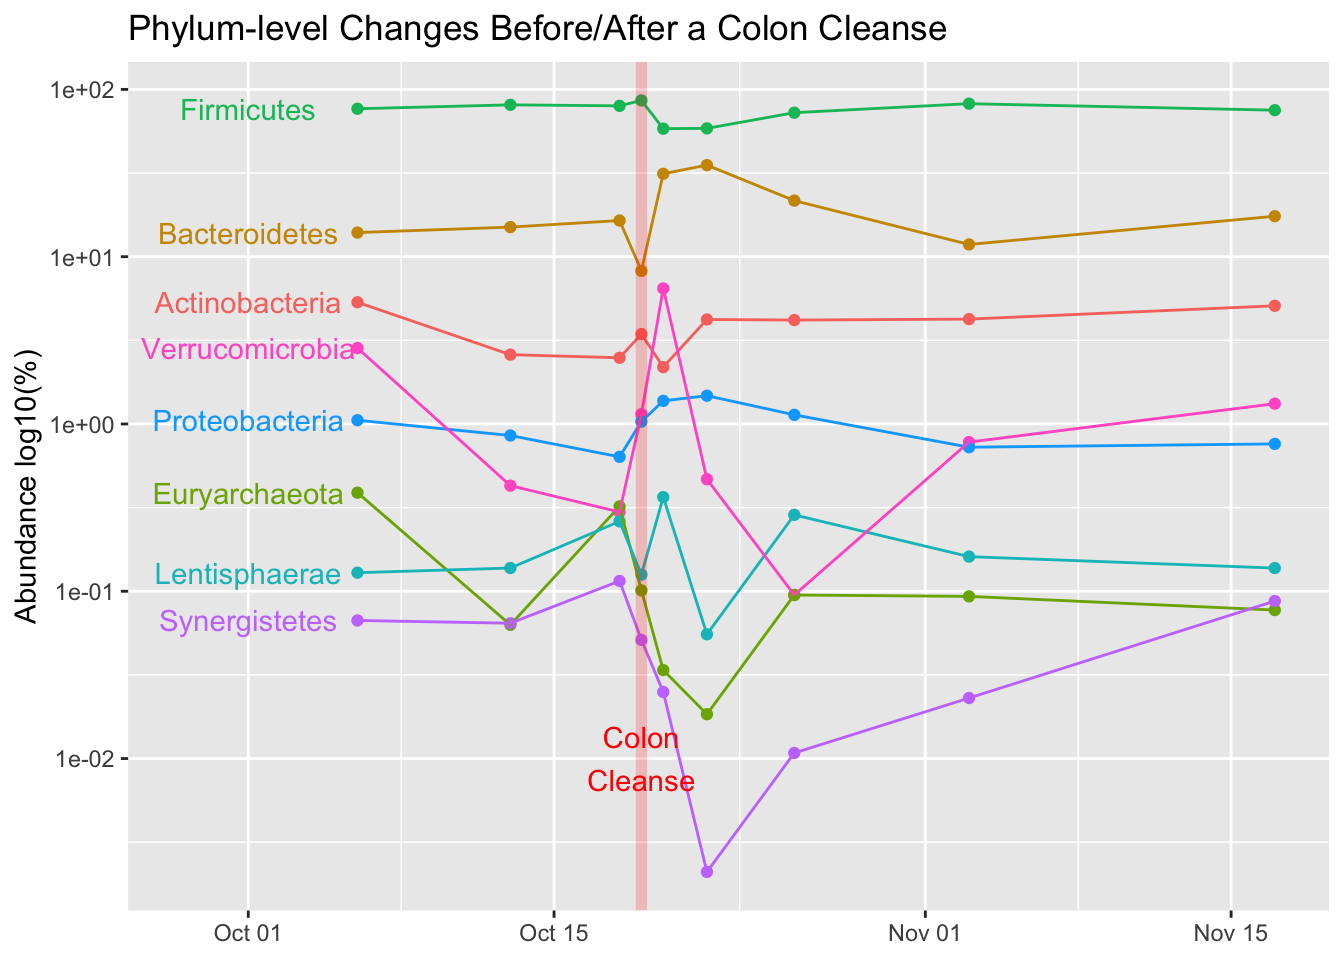 Phylum-level Changes Before/After a Colon Cleanse
Abundance log10(%)
1e+02
1e+01
1e+00
1e-01
1e-02
Firmicutes
Bacteroidetes
Actinobacteria
Verrucomicrobia
Proteobacteria
Euryarchaeota
Lentisphaerae
Synergistetes
Colon
Cleanse
Oct 01
Oct 15
Nov 01
Nov 15